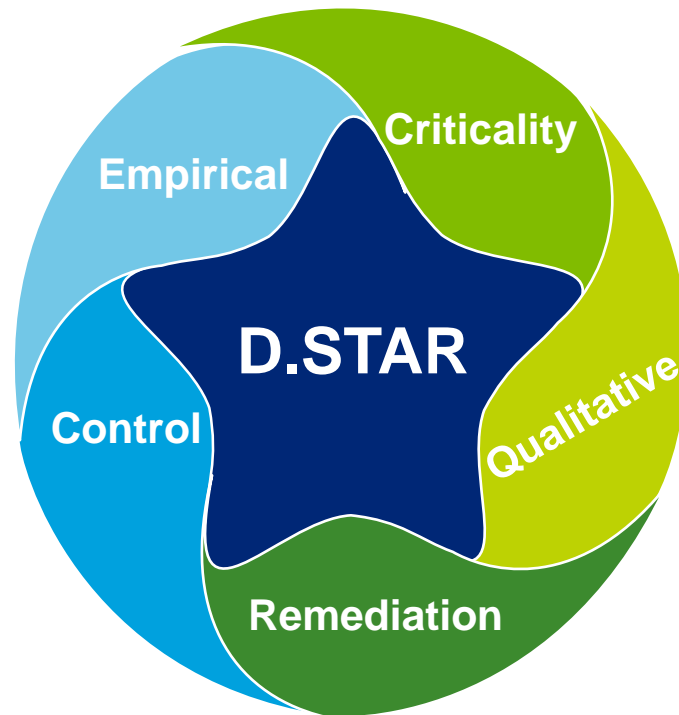 Criticality
Empirical
D.STAR
Qualitative
Control
Remediation